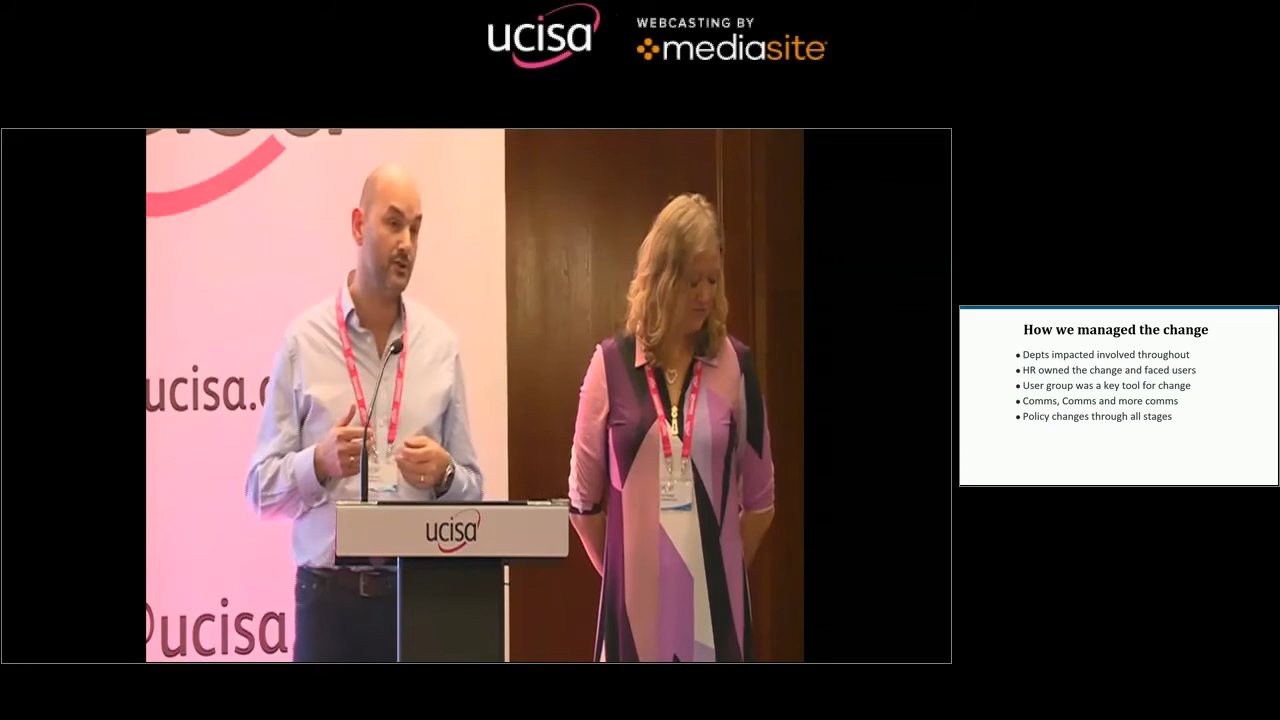 ucisa
WEBCASTING BY
mediasite
ucisa.
ucisa
ucisa
How we managed the change
• Depts impacted involved throughout
• HR owned the change and faced users
• User group was a key tool for change
• Comms, Comms and more comms
• Policy changes through all stages